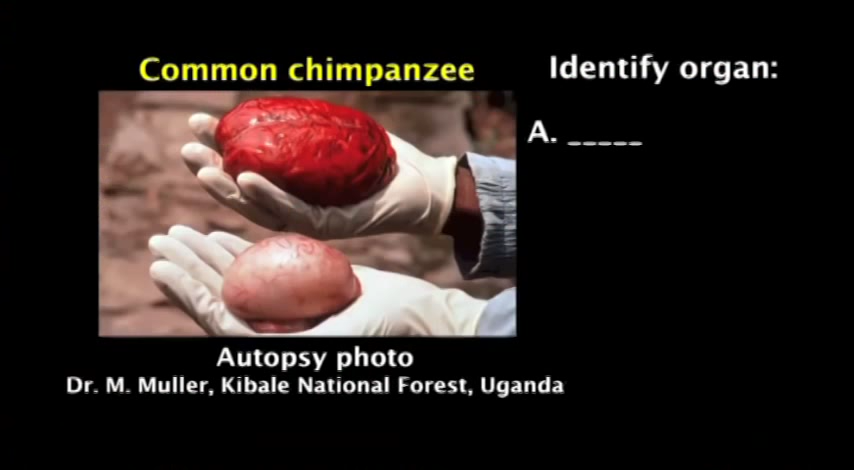 Common chimpanzee
Identify organ:
A. _____
Autopsy photo
Dr. M. Muller, Kibale National Forest, Uganda